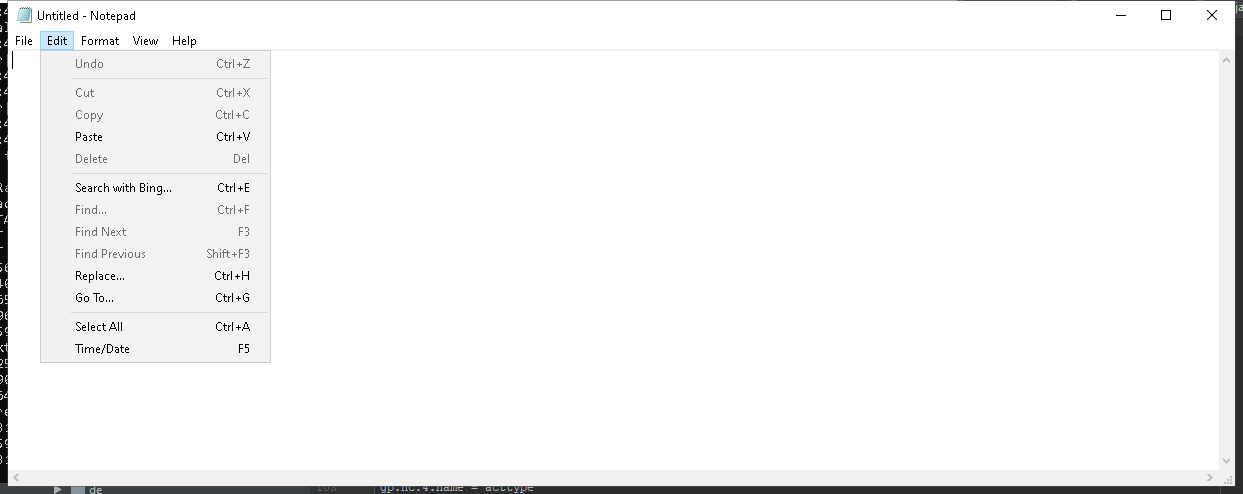 Untitled - Notepad
File Edit Format View Help
Undo Ctrl+Z
Cut Ctrl+X
Copy Ctrl+C
Paste Ctrl+V
Delete Del
Search with Bing... Ctrl+E
Find... Ctrl+F
Find Next F3
Find Previous Shift+F3
Replace... Ctrl+H
Go To... Ctrl+G
Select All Ctrl+A
Time/Date F5
de
gp.nc.4.name = acctype